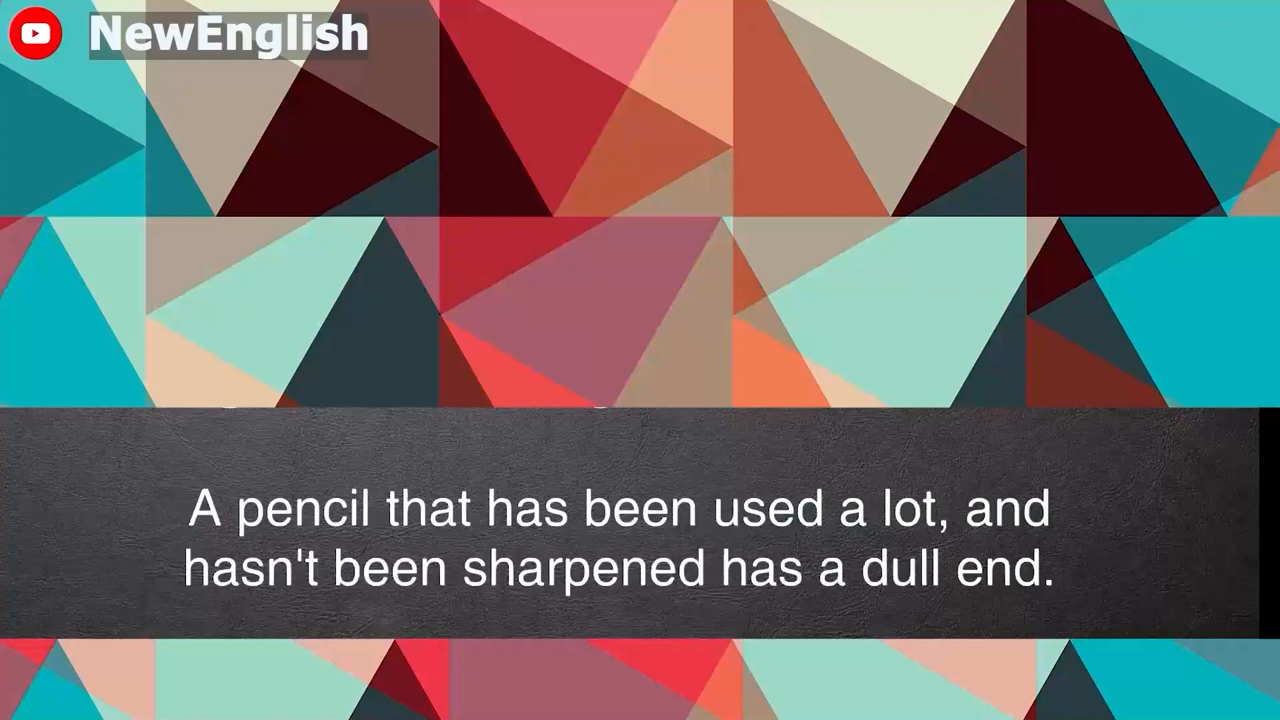 NewEnglish
A pencil that has been used a lot, and
hasn't been sharpened has a dull end.